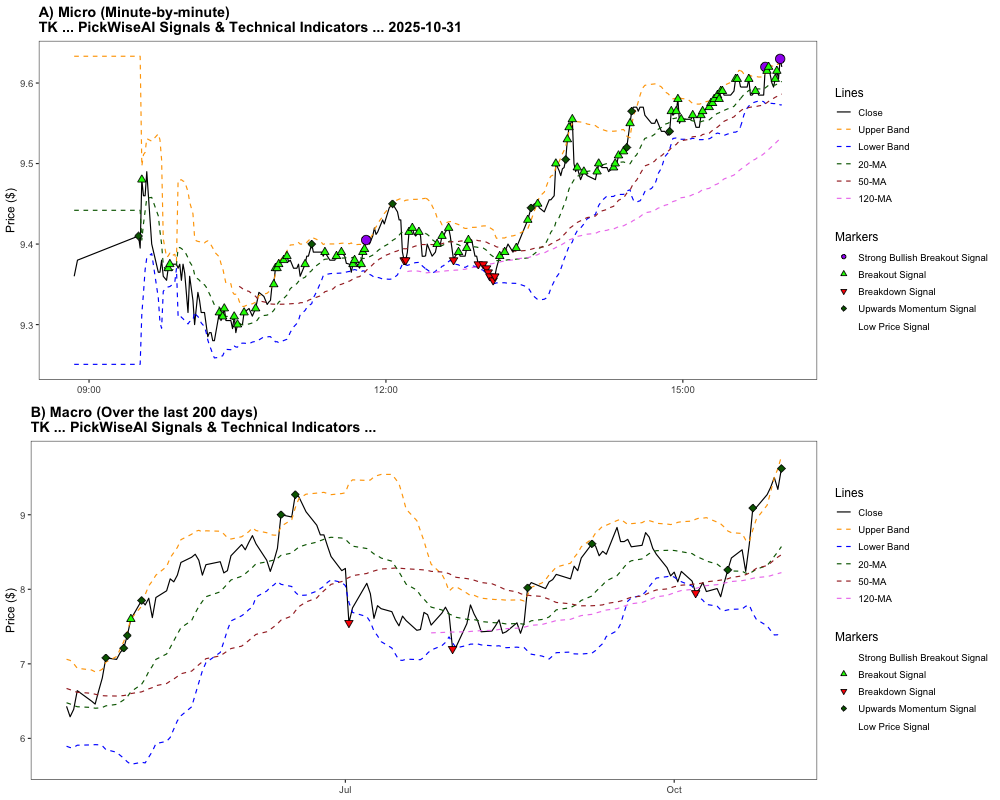 A) Micro (Minute-by-minute)
TK ... PickWiseAI Signals & Technical Indicators ... 2025-10-31
Price ($)
9.6
9.5
9.4
9.3
09:00
12:00
15:00
Lines
Close
Upper Band
Lower Band
20-MA
50-MA
120-MA
Markers
Strong Bullish Breakout Signal
Breakout Signal
Breakdown Signal
Upwards Momentum Signal
Low Price Signal
B) Macro (Over the last 200 days)
TK ... PickWiseAI Signals & Technical Indicators ...
Price ($)
9
8
7
6
Jul
Oct
Lines
Close
Upper Band
Lower Band
20-MA
50-MA
120-MA
Markers
Strong Bullish Breakout Signal
Breakout Signal
Breakdown Signal
Upwards Momentum Signal
Low Price Signal